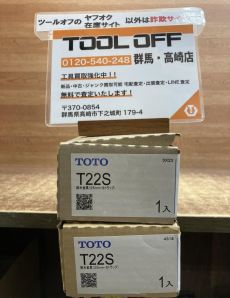 ツールオフの ヤフオク 在庫サイト 以外は詐欺サイト
TOOL OFF
0120-540-248 群馬・高崎店
工具買取強化中!!
新品・中古・ジャンク買取可能 宅配査定・出張査定・LINE査定
無料で査定いたします!
〒370-0854
群馬県高崎市下之城町 179-4
TOTO
T22S
1入
TOTO
T22S
1入